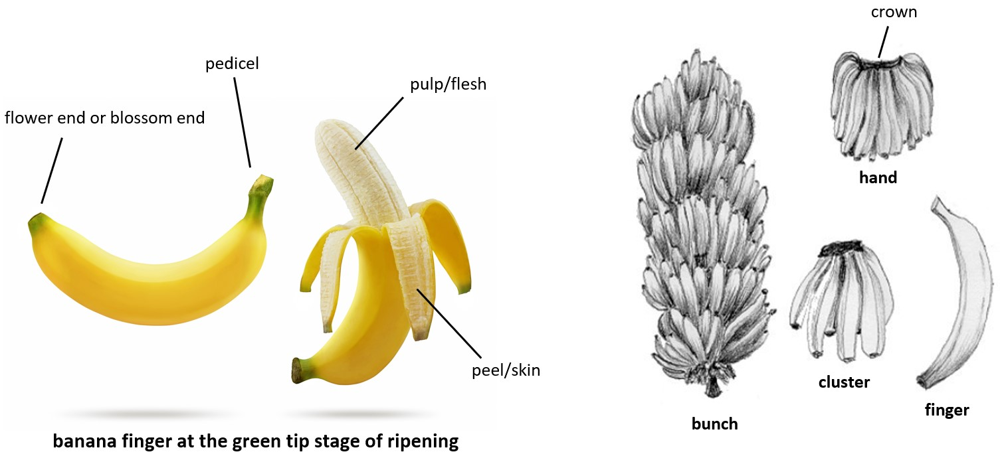 crown
pedicel
pulp/flesh
flower end or blossom end
hand
peel/skin
cluster
finger
bunch
banana finger at the green tip stage of ripening